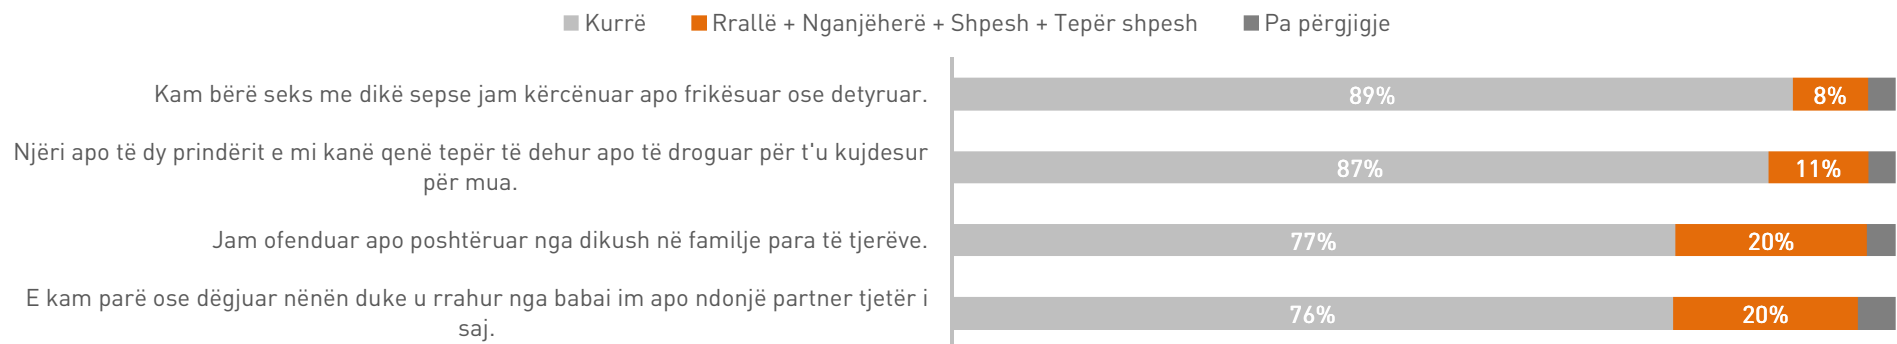 Kurrë Rrallë + Nganjëherë + Shpesh + Tepër shpesh Pa përgjigje
Kam bërë seks me dikë sepse jam kërcënuar apo frikësuar ose detyruar.
89% 8%
Njëri apo të dy prindërit e mi kanë qenë tepër të dehur apo të droguar për t'u kujdesur
për mua.
87% 11%
Jam ofenduar apo poshtëruar nga dikush në familje para të tjerëve.
77% 20%
E kam parë ose dëgjuar nënën duke u rrahur nga babai im apo ndonjë partner tjetër i
saj.
76% 20%